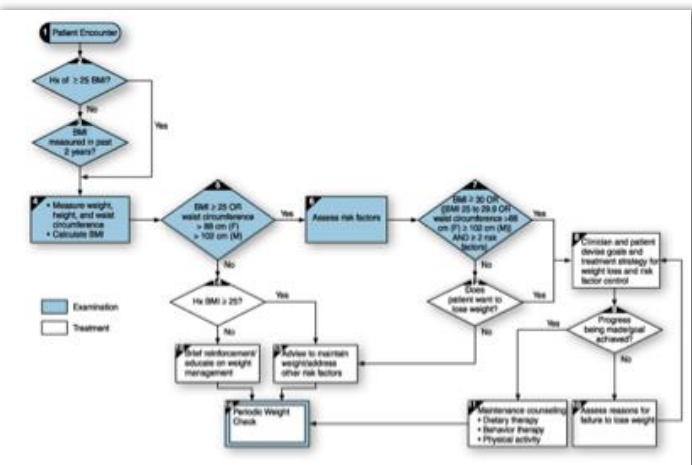 1
Patient Encounter
Hx of ≥ 25 BMI?
No
Yes
BMI
measured in past
2 years?
4
• Measure weight,
height, and waist
circumference
• Calculate BMI
5
BMI ≥ 25 OR
waist circumference
> 88 cm (F)
> 102 cm (M)
Yes
No
6
Assess risk factors
7
BMI ≥ 30 OR
[(BMI 25 to 29.9 OR
waist circumference >88
cm (F) ≥ 102 cm (M)]
AND ≥ 2 risk
factors)
Yes
No
Clinician and patient
devise goals and
treatment strategy for
weight loss and risk
factor control
Examination
Treatment
Hx BMI ≥ 25?
Yes
No
Does
patient want to
lose weight?
Yes
No
Progress
being made/goal
achieved?
Yes
No
Brief reinforcement/
educate on weight
management
Advise to maintain
weight/address
other risk factors
Periodic Weight
Check
Maintenance counseling
• Dietary therapy
• Behavior therapy
• Physical activity
Assess reasons for
failure to lose weight